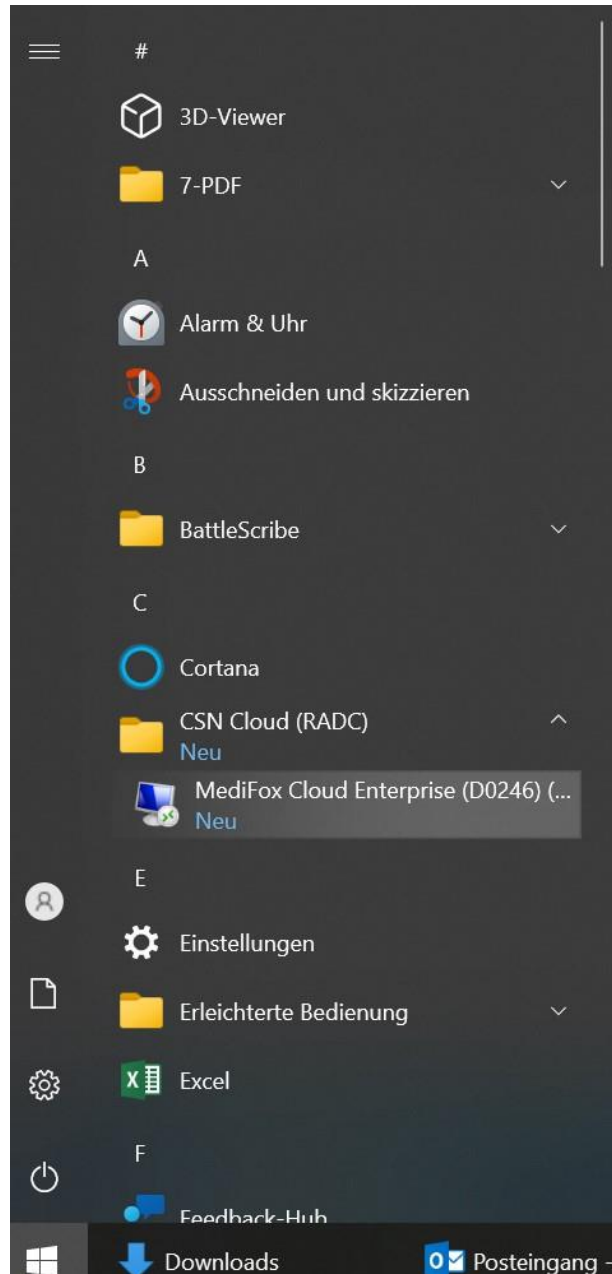 #
3D-Viewer
7-PDF
A
Alarm & Uhr
Ausschneiden und skizzieren
B
BattleScribe
C
Cortana
CSN Cloud (RADC)
Neu
MediFox Cloud Enterprise (D0246) (...
Neu
E
Einstellungen
Erleichterte Bedienung
Excel
F
Feedback-Hub
Downloads
Posteingang -